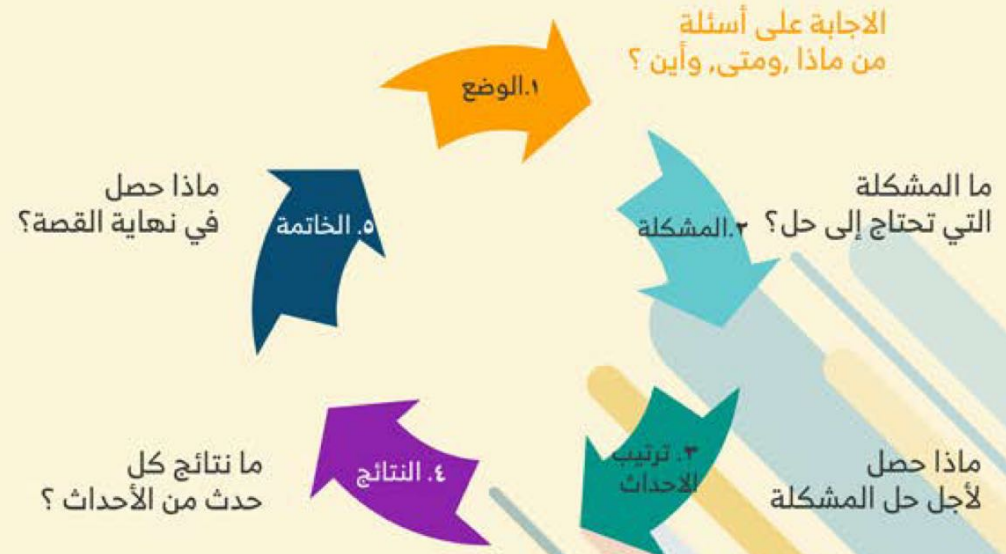 الاجابة على أسئلة
من ماذا ,ومتى, وأين ؟
١.الوضع
ما المشكلة
التي تحتاج إلى حل؟
٢.المشكلة
ماذا حصل
لأجل حل المشكلة
٣. ترتيب
الاحداث
ما نتائج كل
حدث من الأحداث ؟
٤. النتائج
ماذا حصل
في نهاية القصة؟
٥. الخاتمة